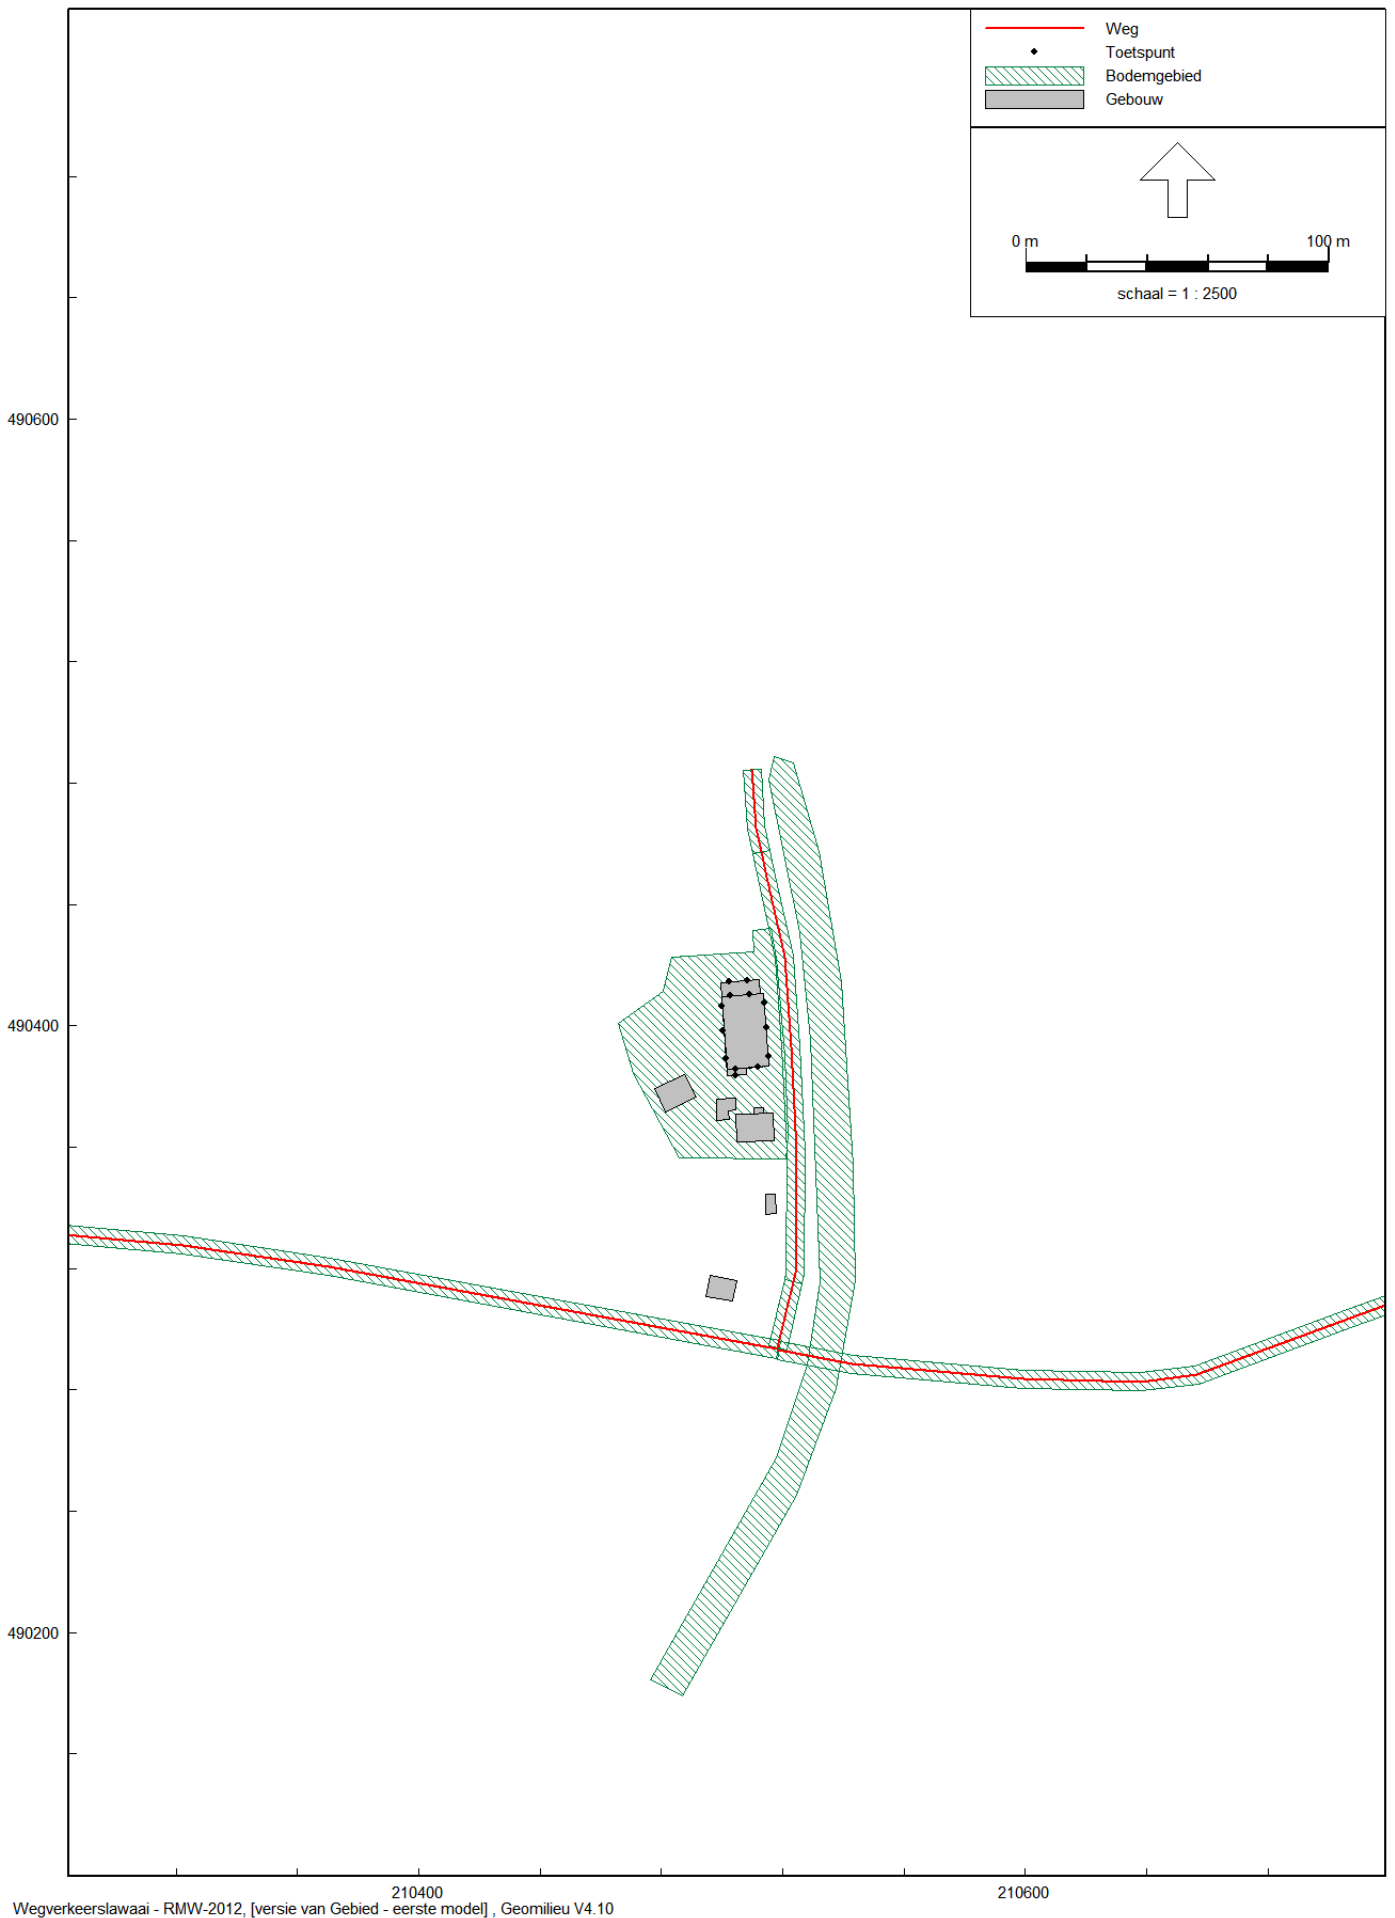 Weg
Toetspunt
Bodemgebied
Gebouw
0 m 100 m
schaal = 1 : 2500
490600
490400
490200
210400 210600
Wegverkeerslawaai - RMW-2012, [versie van Gebied - eerste model] , Geomilieu V4.10